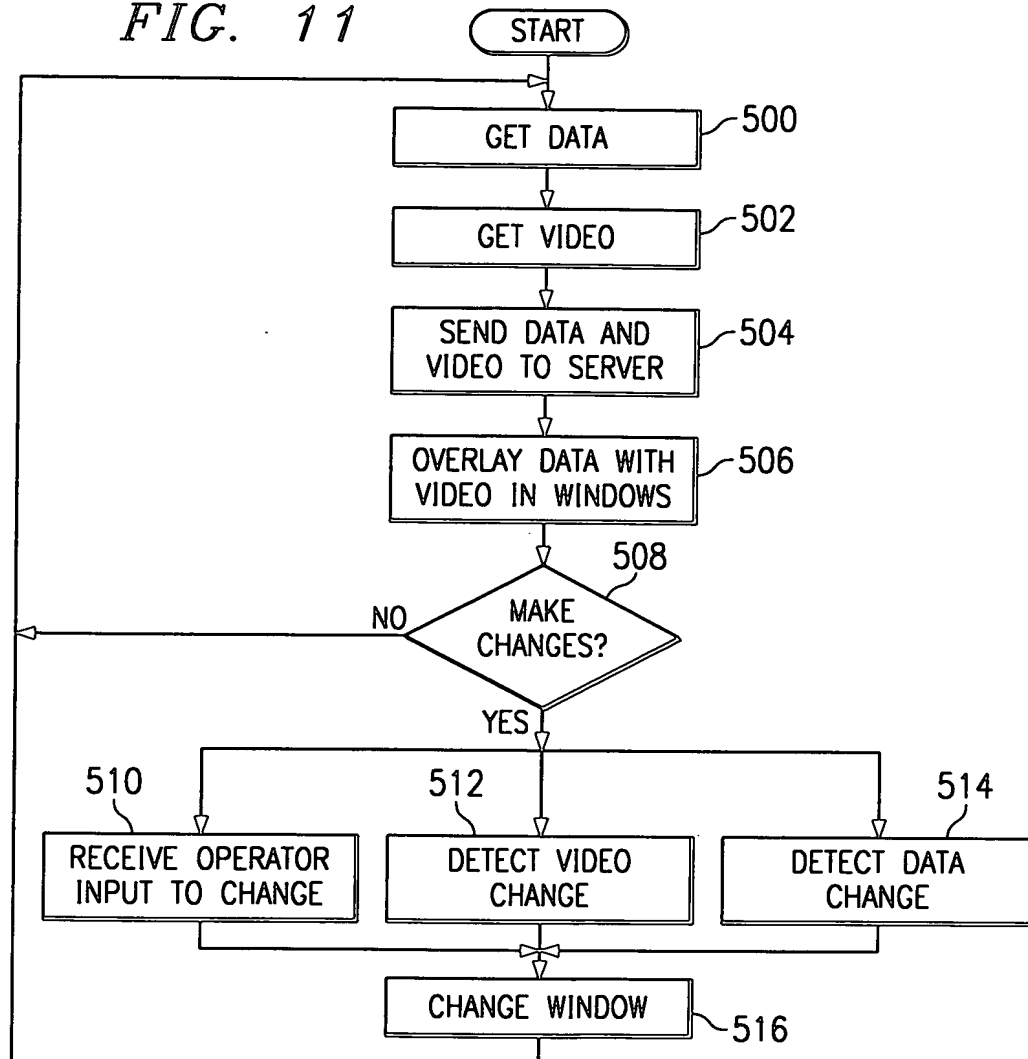 FIG. 11
START
GET DATA
500
GET VIDEO
502
SEND DATA AND
VIDEO TO SERVER
504
OVERLAY DATA WITH
VIDEO IN WINDOWS
506
508
MAKE
CHANGES?
NO
YES
510
RECEIVE OPERATOR
INPUT TO CHANGE
512
DETECT VIDEO
CHANGE
514
DETECT DATA
CHANGE
CHANGE WINDOW
516